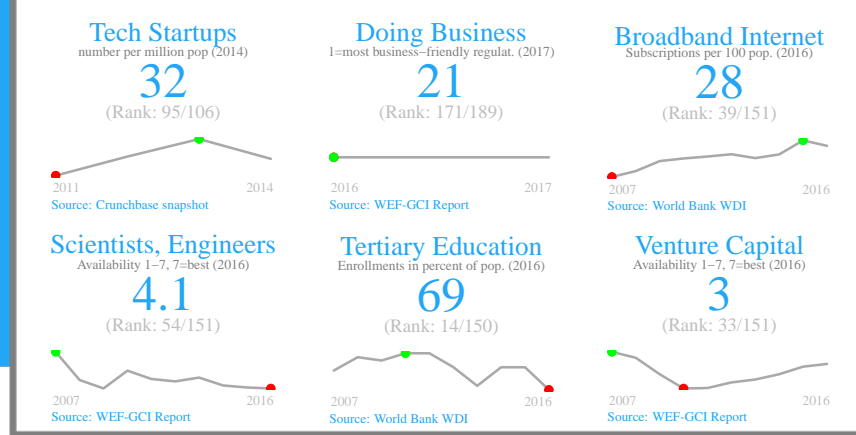 Tech Startups
number per million pop (2014)
32
(Rank: 95/106)
2011 2014
Source: Crunchbase snapshot
Doing Business
1=most business−friendly regulat. (2017)
21
(Rank: 171/189)
2016 2017
Source: WEF-GCI Report
Broadband Internet
Subscriptions per 100 pop. (2016)
28
(Rank: 39/151)
2007 2016
Source: World Bank WDI
Scientists, Engineers
Availability 1−7, 7=best (2016)
4.1
(Rank: 54/151)
2007 2016
Source: WEF-GCI Report
Tertiary Education
Enrollments in percent of pop. (2016)
69
(Rank: 14/150)
2007 2016
Source: World Bank WDI
Venture Capital
Availability 1−7, 7=best (2016)
3
(Rank: 33/151)
2007 2016
Source: WEF-GCI Report